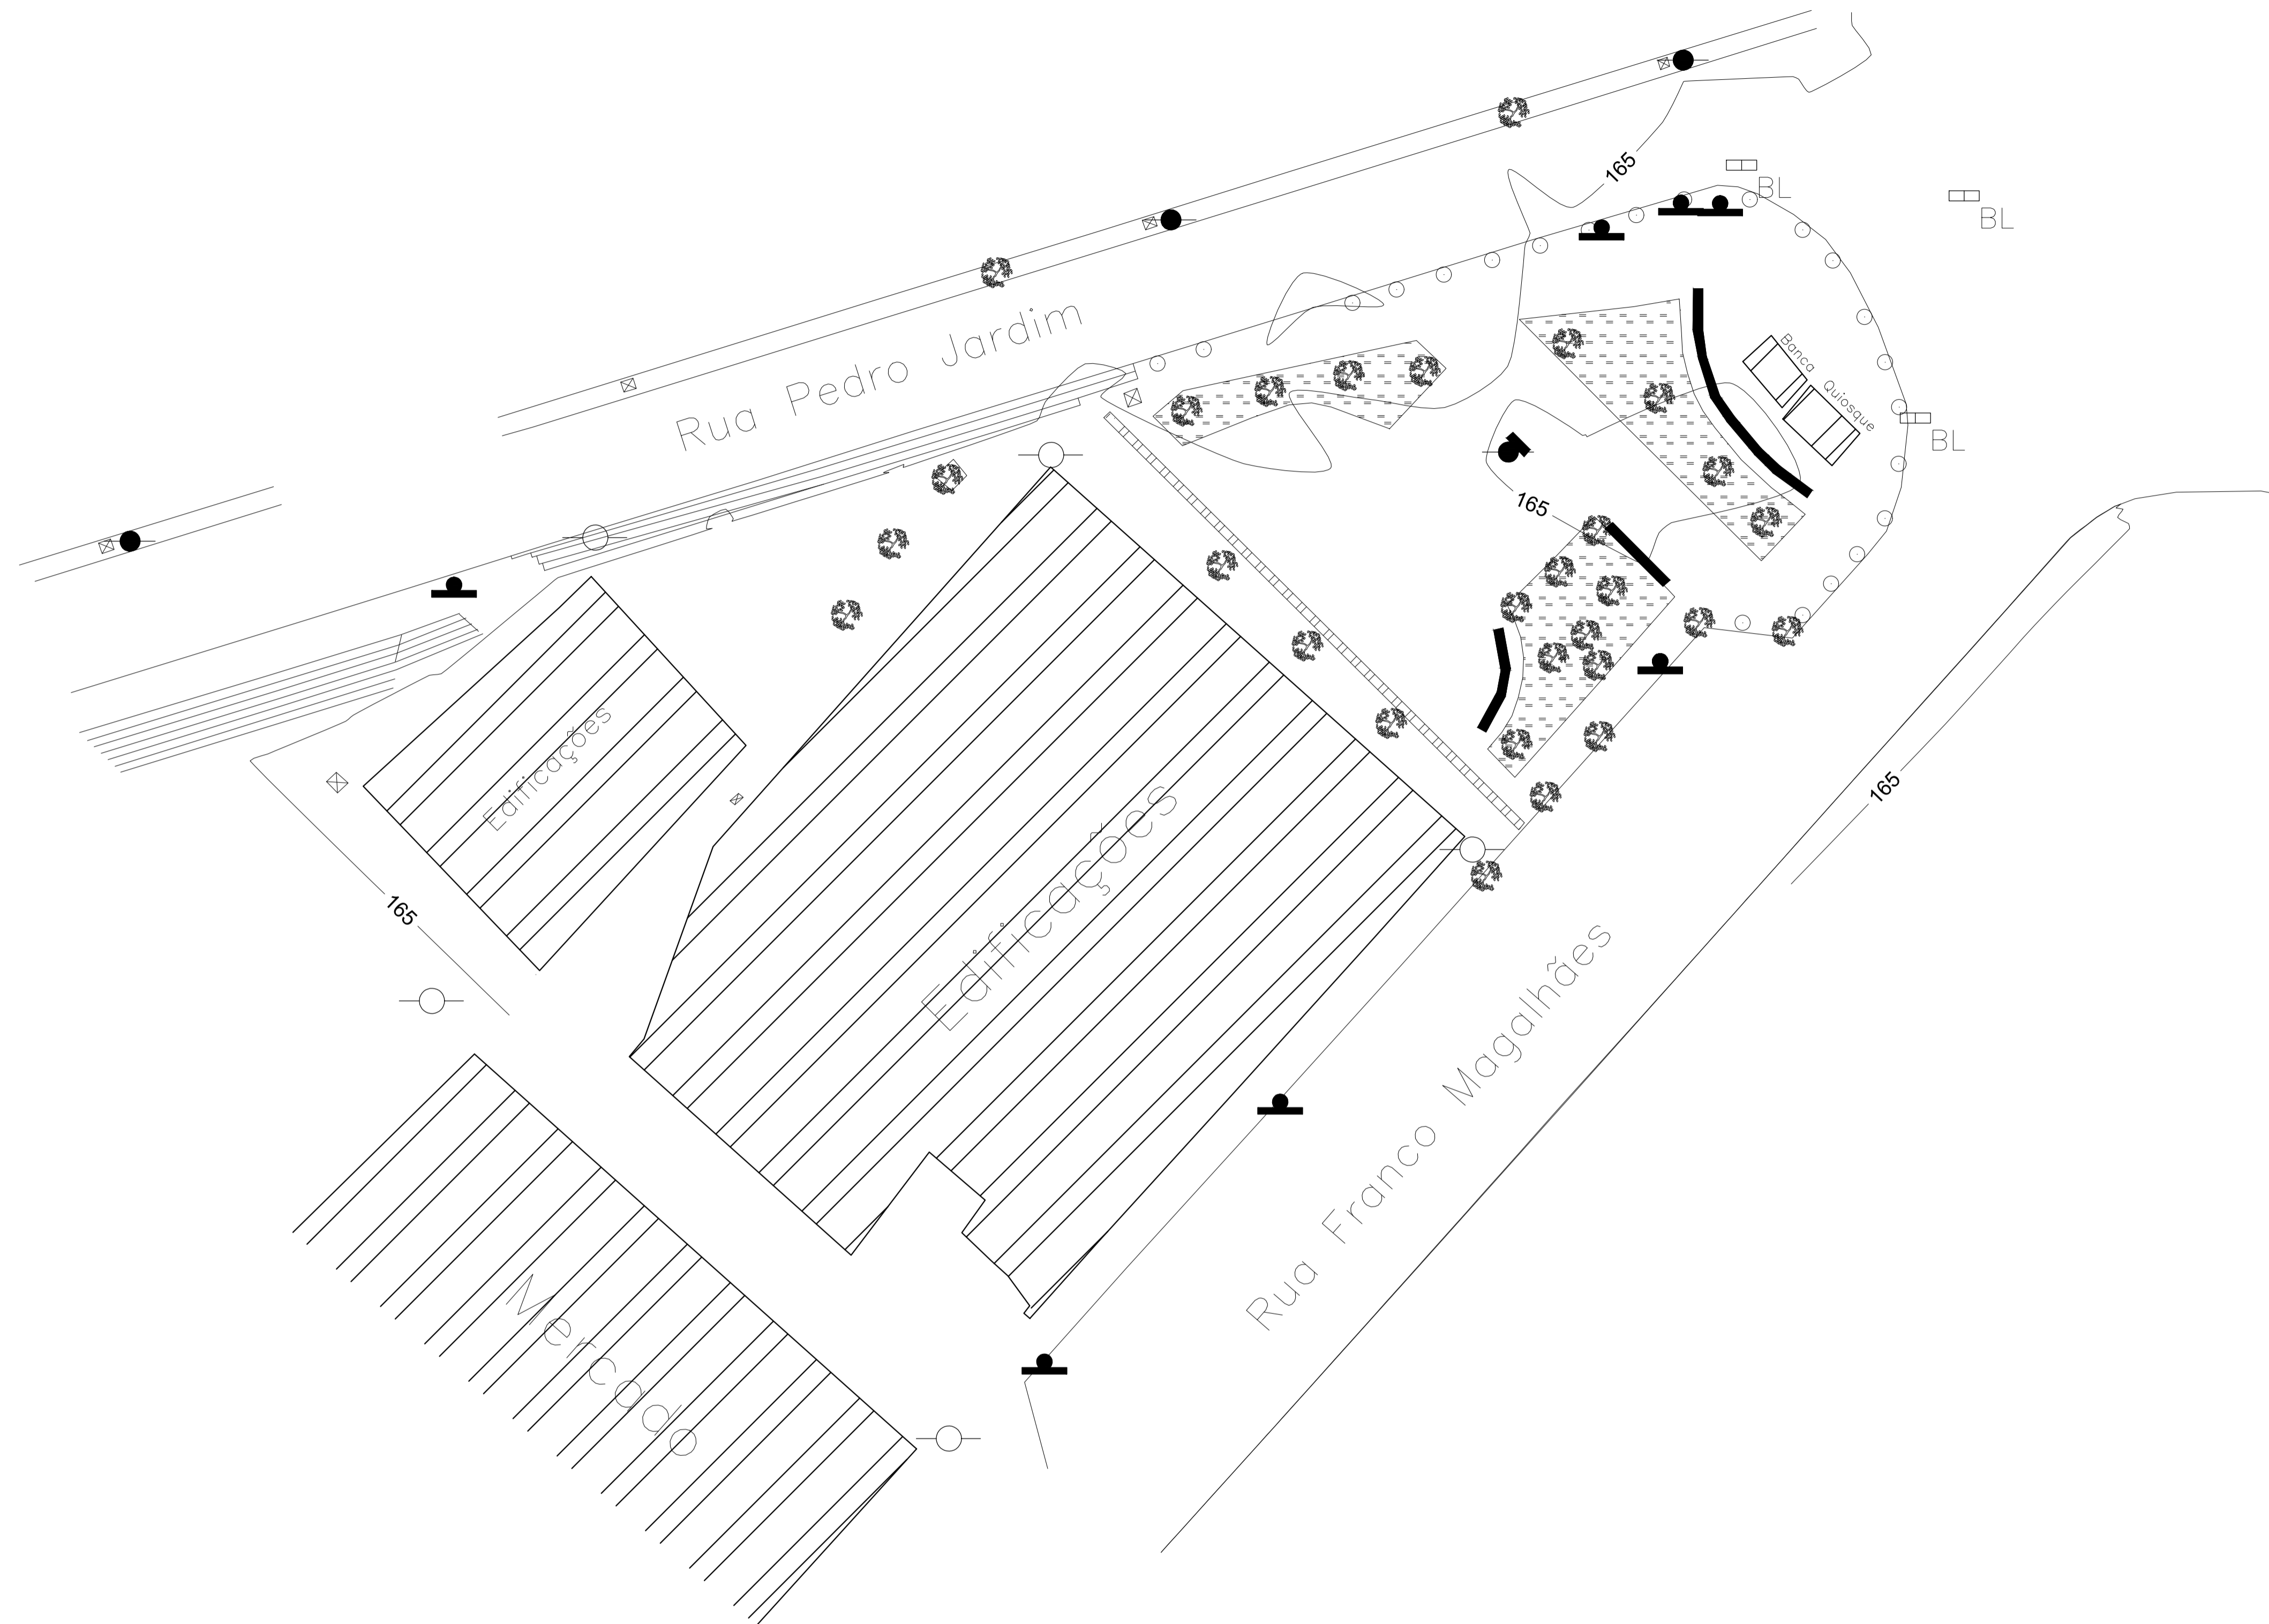 165
BL
BL
Rua Pedro Jardim
Banca
Quiosque
BL
165
Edificações
165
Edificações
165
Rua Franco Magalhães
Mercado